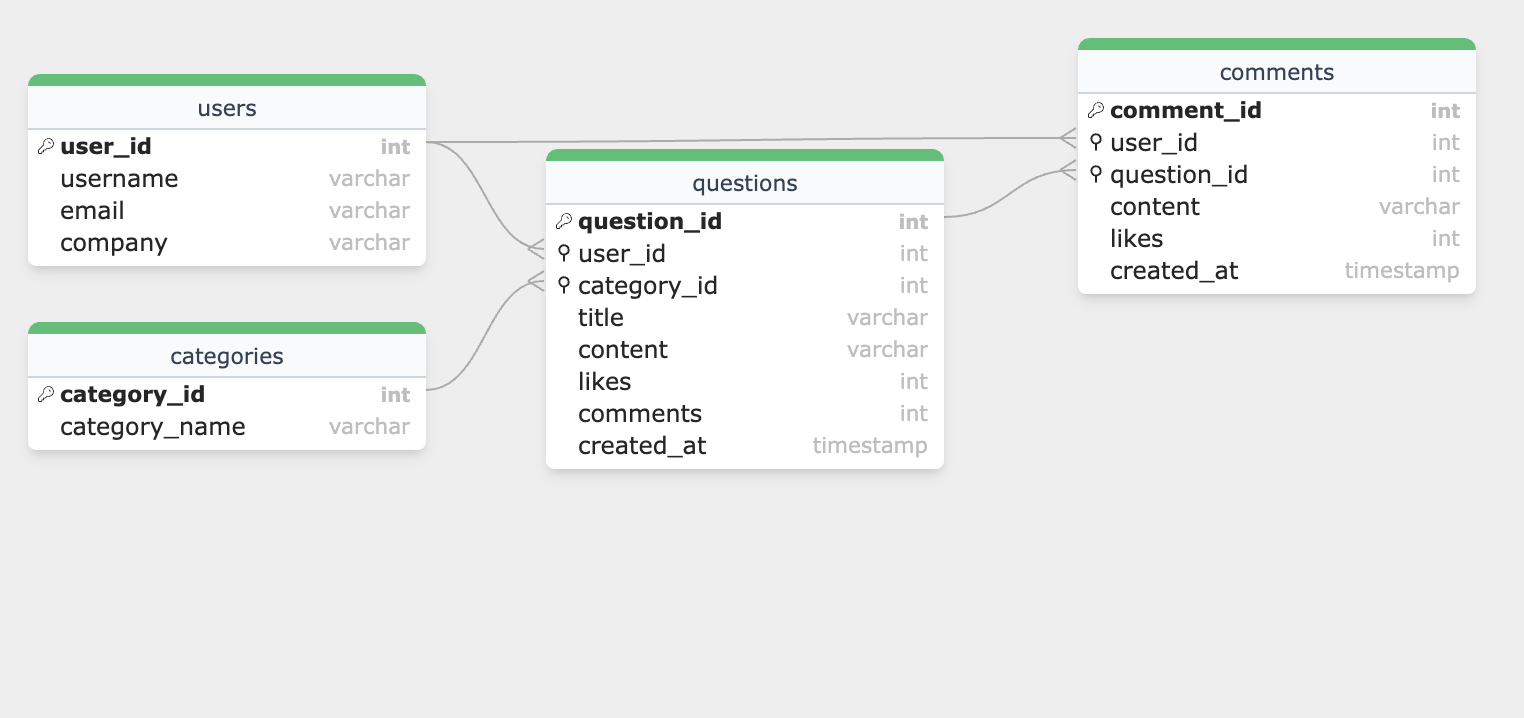 users
user_id int
username varchar
email varchar
company varchar
categories
category_id int
category_name varchar
questions
question_id int
user_id int
category_id int
title varchar
content varchar
likes int
comments int
created_at timestamp
comments
comment_id int
user_id int
question_id int
content varchar
likes int
created_at timestamp